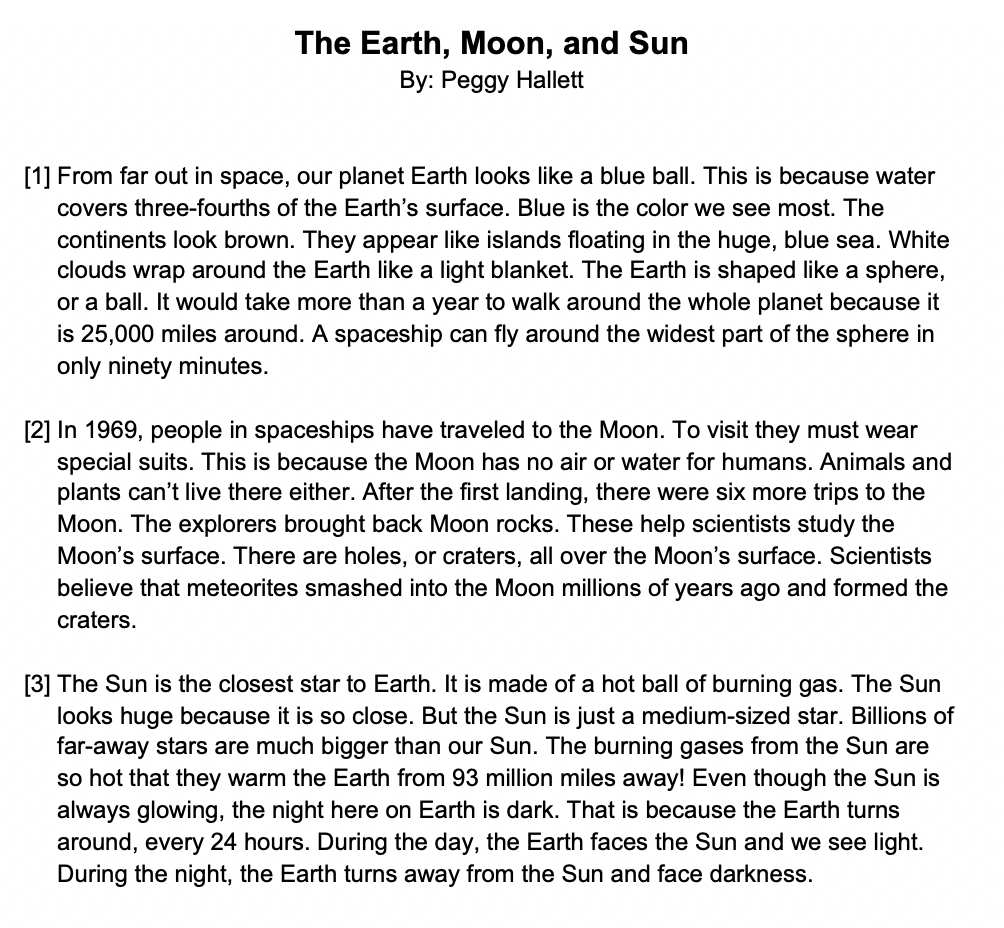 The Earth, Moon, and Sun
By: Peggy Hallett
[1] From far out in space, our planet Earth looks like a blue ball. This is because water
covers three-fourths of the Earth’s surface. Blue is the color we see most. The
continents look brown. They appear like islands floating in the huge, blue sea. White
clouds wrap around the Earth like a light blanket. The Earth is shaped like a sphere,
or a ball. It would take more than a year to walk around the whole planet because it
is 25,000 miles around. A spaceship can fly around the widest part of the sphere in
only ninety minutes.
[2] In 1969, people in spaceships have traveled to the Moon. To visit they must wear
special suits. This is because the Moon has no air or water for humans. Animals and
plants can’t live there either. After the first landing, there were six more trips to the
Moon. The explorers brought back Moon rocks. These help scientists study the
Moon’s surface. There are holes, or craters, all over the Moon’s surface. Scientists
believe that meteorites smashed into the Moon millions of years ago and formed the
craters.
[3] The Sun is the closest star to Earth. It is made of a hot ball of burning gas. The Sun
looks huge because it is so close. But the Sun is just a medium-sized star. Billions of
far-away stars are much bigger than our Sun. The burning gases from the Sun are
so hot that they warm the Earth from 93 million miles away! Even though the Sun is
always glowing, the night here on Earth is dark. That is because the Earth turns
around, every 24 hours. During the day, the Earth faces the Sun and we see light.
During the night, the Earth turns away from the Sun and face darkness.